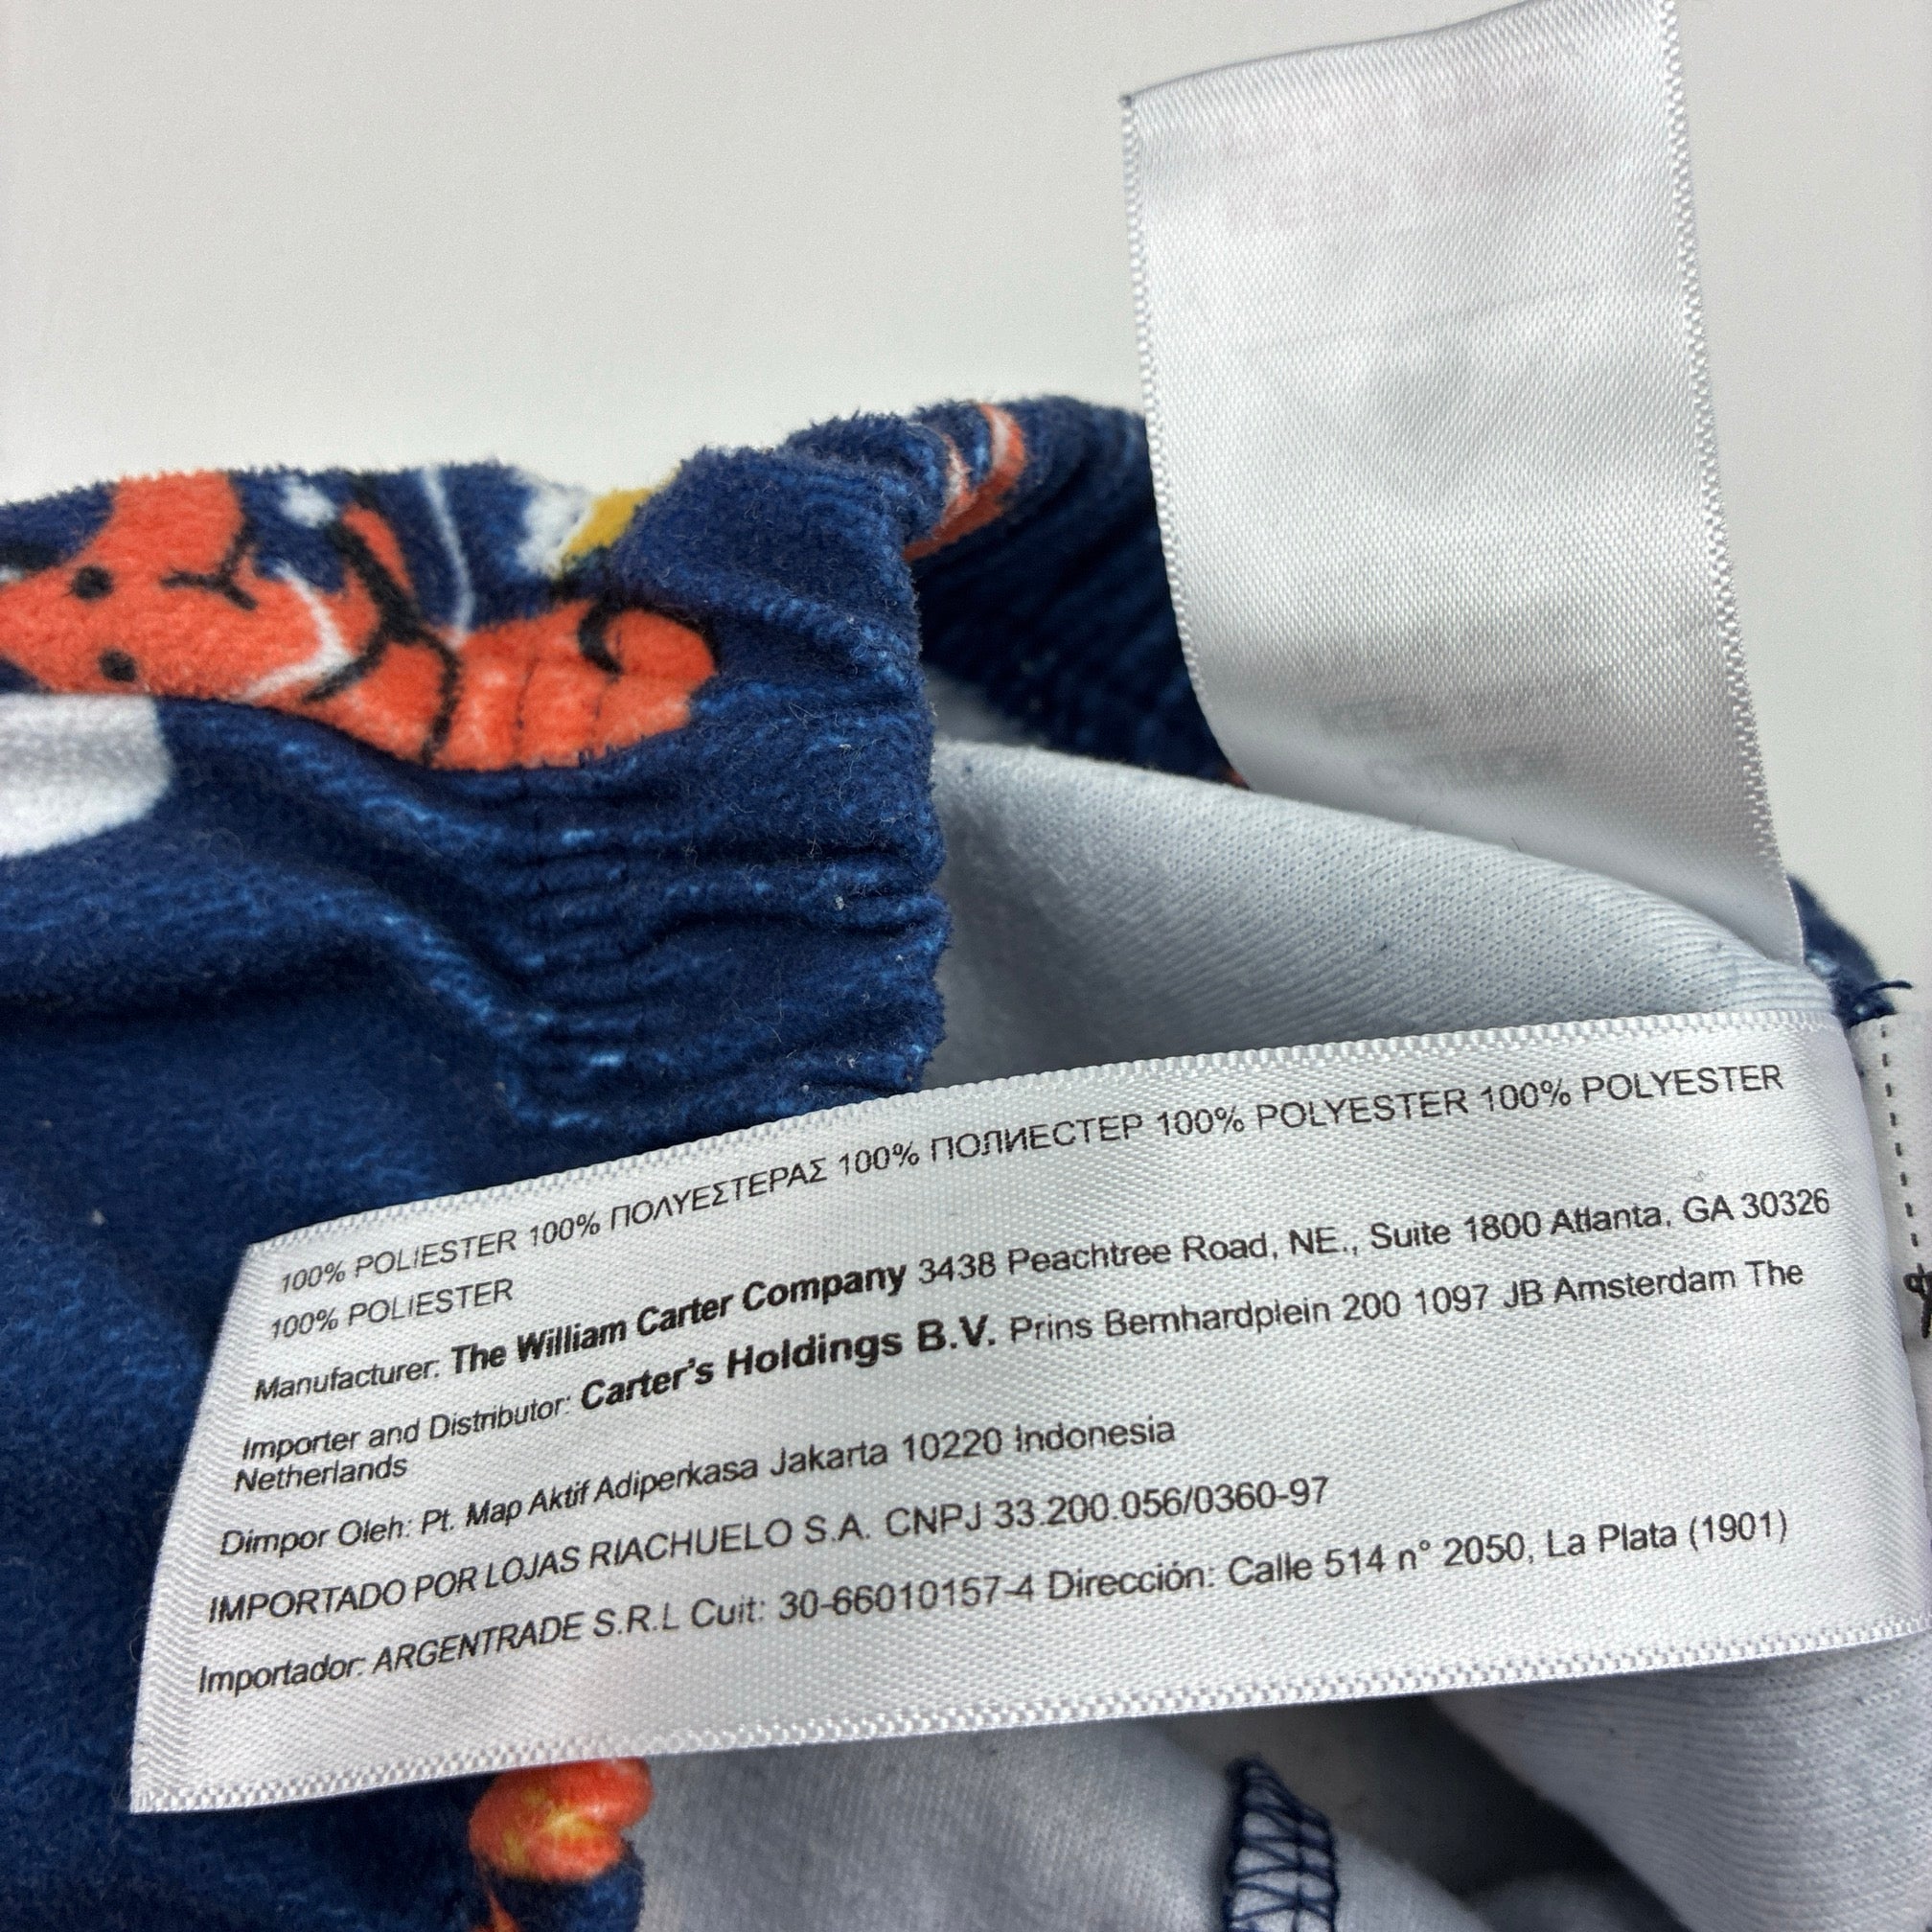 100% POLIESTER 100% ΠΟΛΥΕΣΤΕΡΑΣ 100% ПОЛИЕСТЕР 100% POLYESTER 100% POLYESTER
100% POLIESTER
Manufacturer: The William Carter Company 3438 Peachtree Road, NE., Suite 1800 Atlanta, GA 30326
Importer and Distributor: Carter's Holdings B.V. Prins Bernhardplein 200 1097 JB Amsterdam The
Netherlands
Dimpor Oleh: Pt. Map Aktif Adiperkasa Jakarta 10220 Indonesia
IMPORTADO POR LOJAS RIACHUELO S.A. CNPJ 33.200.056/0360-97
Importador: ARGENTRADE S.R.L Cuit: 30-66010157-4 Dirección: Calle 514 n° 2050, La Plata (1901)